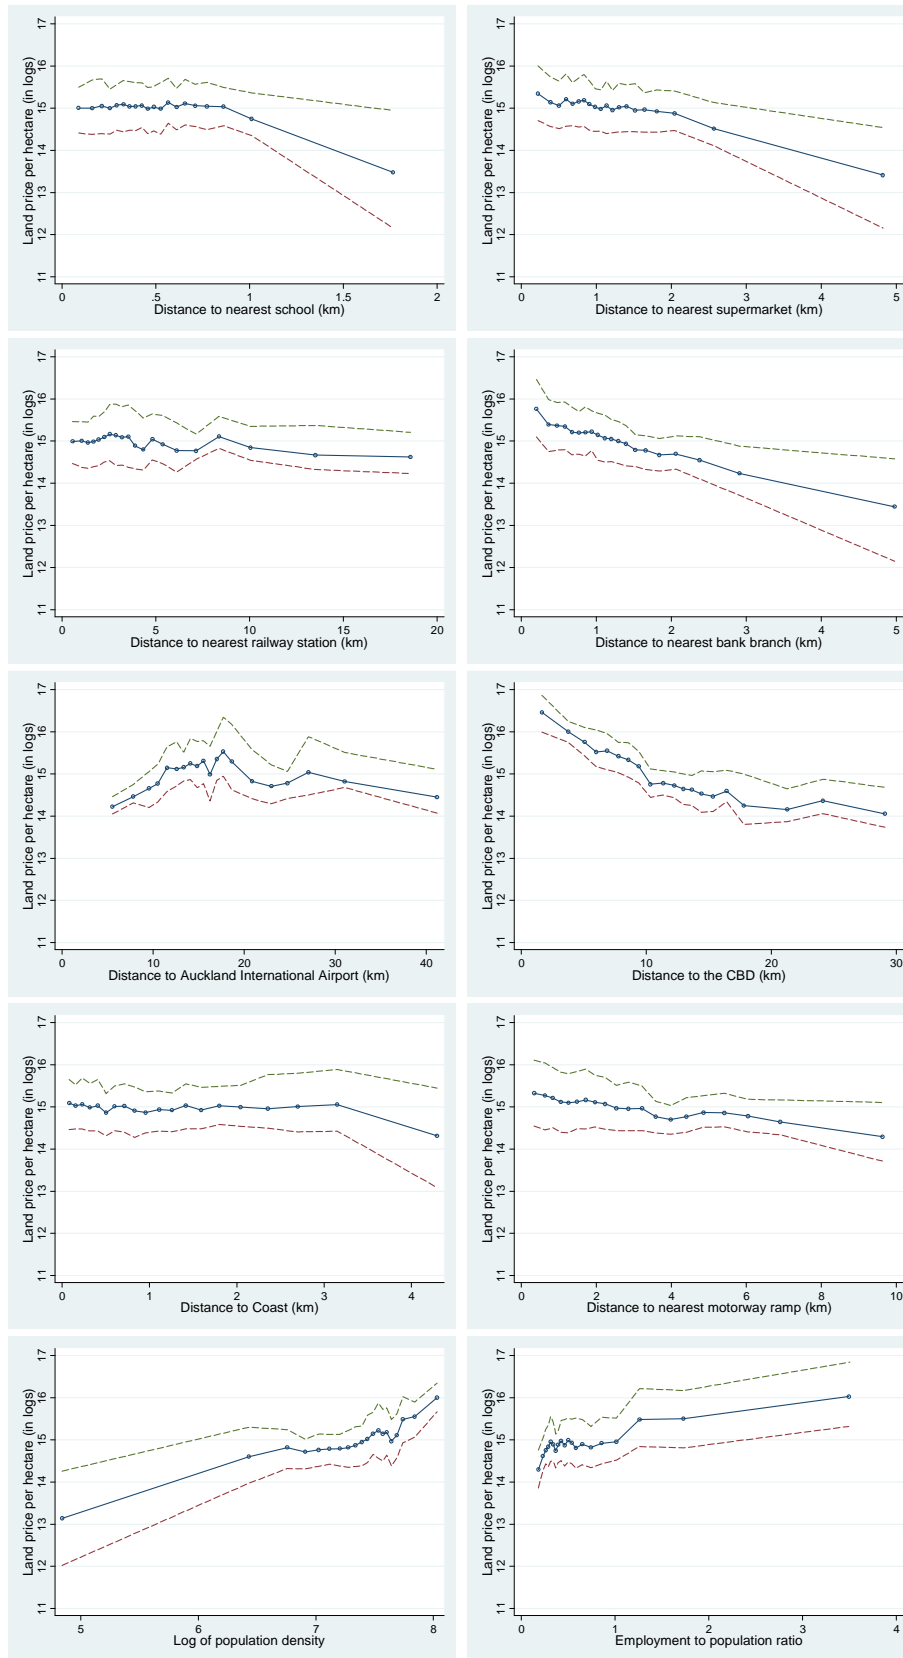 Land price per hectare (in logs)
17
16
15
14
13
12
11
0 .5 1 1.5 2
Distance to nearest school (km)
Land price per hectare (in logs)
17
16
15
14
13
12
11
0 1 2 3 4 5
Distance to nearest supermarket (km)
Land price per hectare (in logs)
17
16
15
14
13
12
11
0 5 10 15 20
Distance to nearest railway station (km)
Land price per hectare (in logs)
17
16
15
14
13
12
11
0 1 2 3 4 5
Distance to nearest bank branch (km)
Land price per hectare (in logs)
17
16
15
14
13
12
11
0 10 20 30 40
Distance to Auckland International Airport (km)
Land price per hectare (in logs)
17
16
15
14
13
12
11
0 10 20 30
Distance to the CBD (km)
Land price per hectare (in logs)
17
16
15
14
13
12
11
0 1 2 3 4
Distance to Coast (km)
Land price per hectare (in logs)
17
16
15
14
13
12
11
0 2 4 6 8 10
Distance to nearest motorway ramp (km)
Land price per hectare (in logs)
17
16
15
14
13
12
11
5 6 7 8
Log of population density
Land price per hectare (in logs)
17
16
15
14
13
12
11
0 1 2 3 4
Employment to population ratio